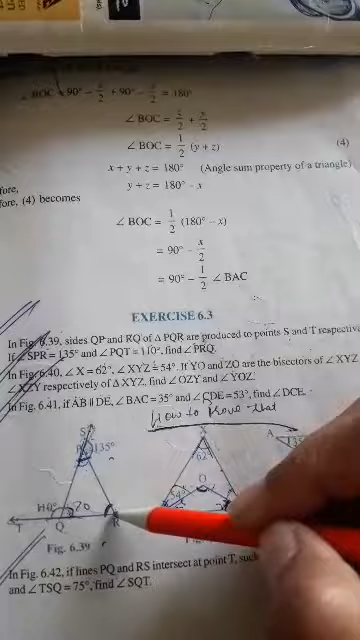 ∠ BOC = 90° − x/2 + 90° − z/2 = 180°
∠ BOC = z/2 + y/2
∠ BOC = 1/2 (y + z) (4)
x + y + z = 180° (Angle sum property of a triangle)
fore, y + z = 180° − x
fore, (4) becomes
∠ BOC = 1/2 (180° − x)
= 90° − x/2
= 90° − 1/2 ∠ BAC
EXERCISE 6.3
In Fig. 6.39, sides QP and RQ of Δ PQR are produced to points S and T respective
If ∠ SPR = 135° and ∠ PQT = 110°, find ∠ PRQ.
In Fig. 6.40, ∠ X = 62°, ∠ XYZ = 54°. If YO and ZO are the bisectors of ∠ XYZ
∠ XZY respectively of Δ XYZ, find ∠ OZY and ∠ YOZ.
In Fig. 6.41, if AB || DE, ∠ BAC = 35° and ∠ CDE = 53°, find ∠ DCE.
How to Prove that
S
135°
110°
70
T
Q
R
Fig. 6.39
X
62°
O
54°
A
In Fig. 6.42, if lines PQ and RS intersect at point T, such
and ∠ TSQ = 75°, find ∠ SQT.